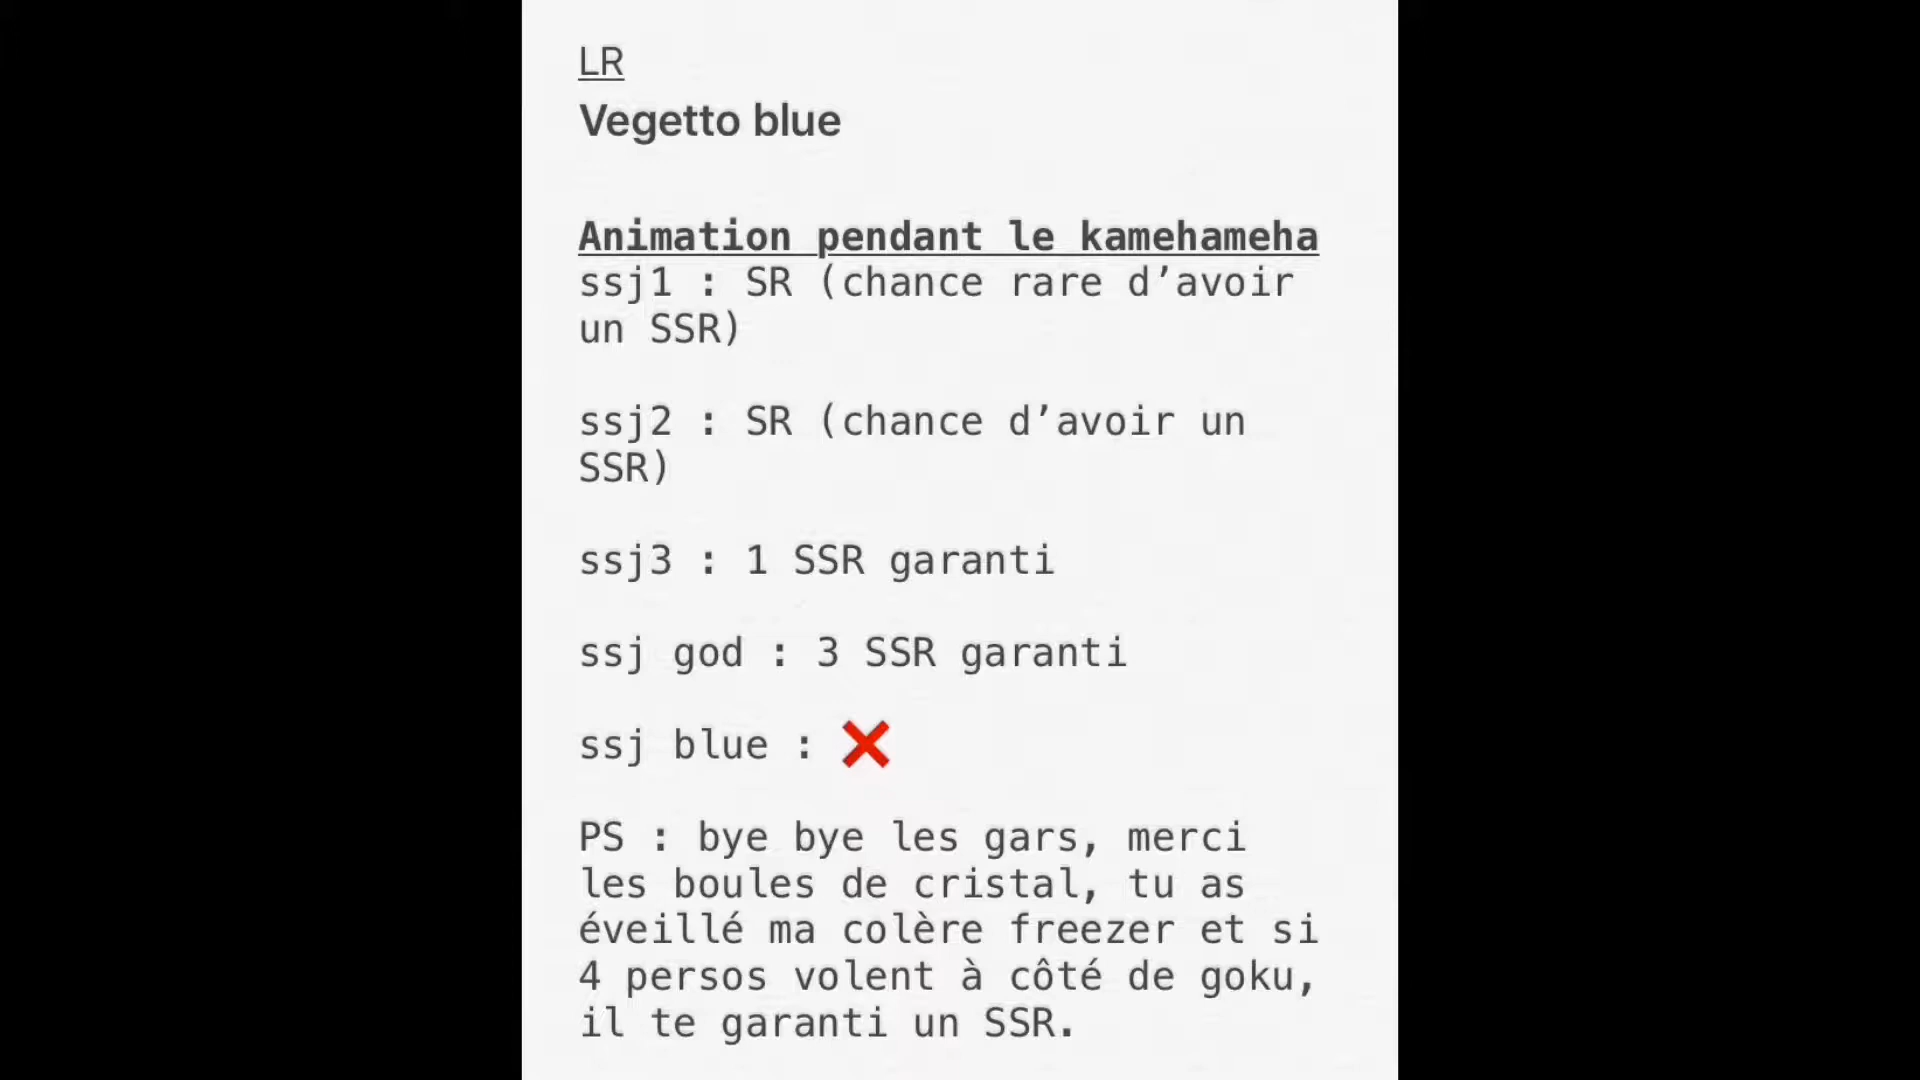 LR
Vegetto blue
Animation pendant le kamehameha
ssj1 : SR (chance rare d’avoir
un SSR)
ssj2 : SR (chance d’avoir un
SSR)
ssj3 : 1 SSR garanti
ssj god : 3 SSR garanti
ssj blue : ❌
PS : bye bye les gars, merci
les boules de cristal, tu as
éveillé ma colère freezer et si
4 persos volent à côté de goku,
il te garanti un SSR.